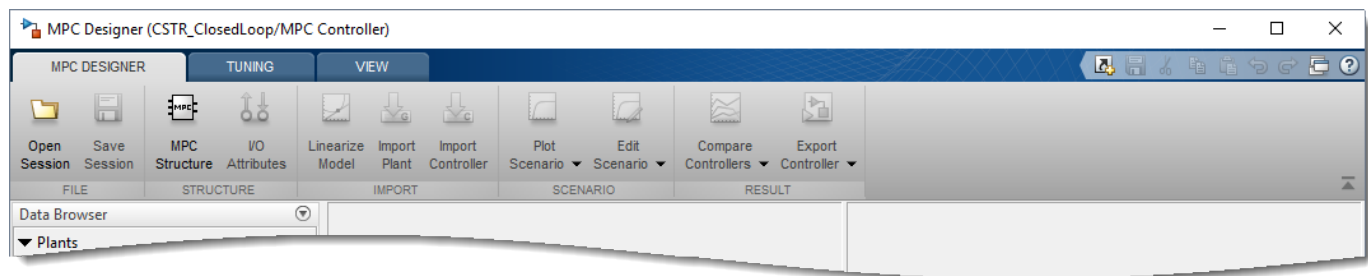 MPC Designer (CSTR_ClosedLoop/MPC Controller)
MPC DESIGNER TUNING VIEW
MPC G C
Open Save MPC I/O Linearize Import Import Plot Edit Compare Export
Session Session Structure Attributes Model Plant Controller Scenario Scenario Controllers Controller
FILE STRUCTURE IMPORT SCENARIO RESULT
Data Browser
Plants